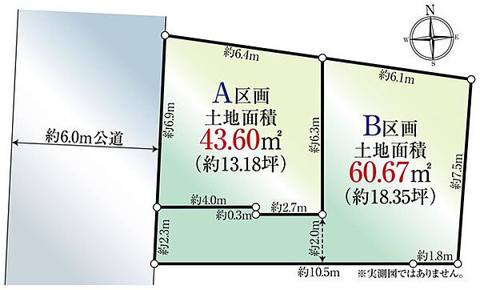 N
W
E
S
約6.4m
約6.1m
A区画
土地面積
43.60㎡
(約13.18坪)
約6.9m
約6.3m
B区画
土地面積
60.67㎡
(約18.35坪)
約7.5m
約6.0m公道
約4.0m
約0.3m
約2.7m
約2.3m
約2.0m
約1.8m
約10.5m
※実測図ではありません。